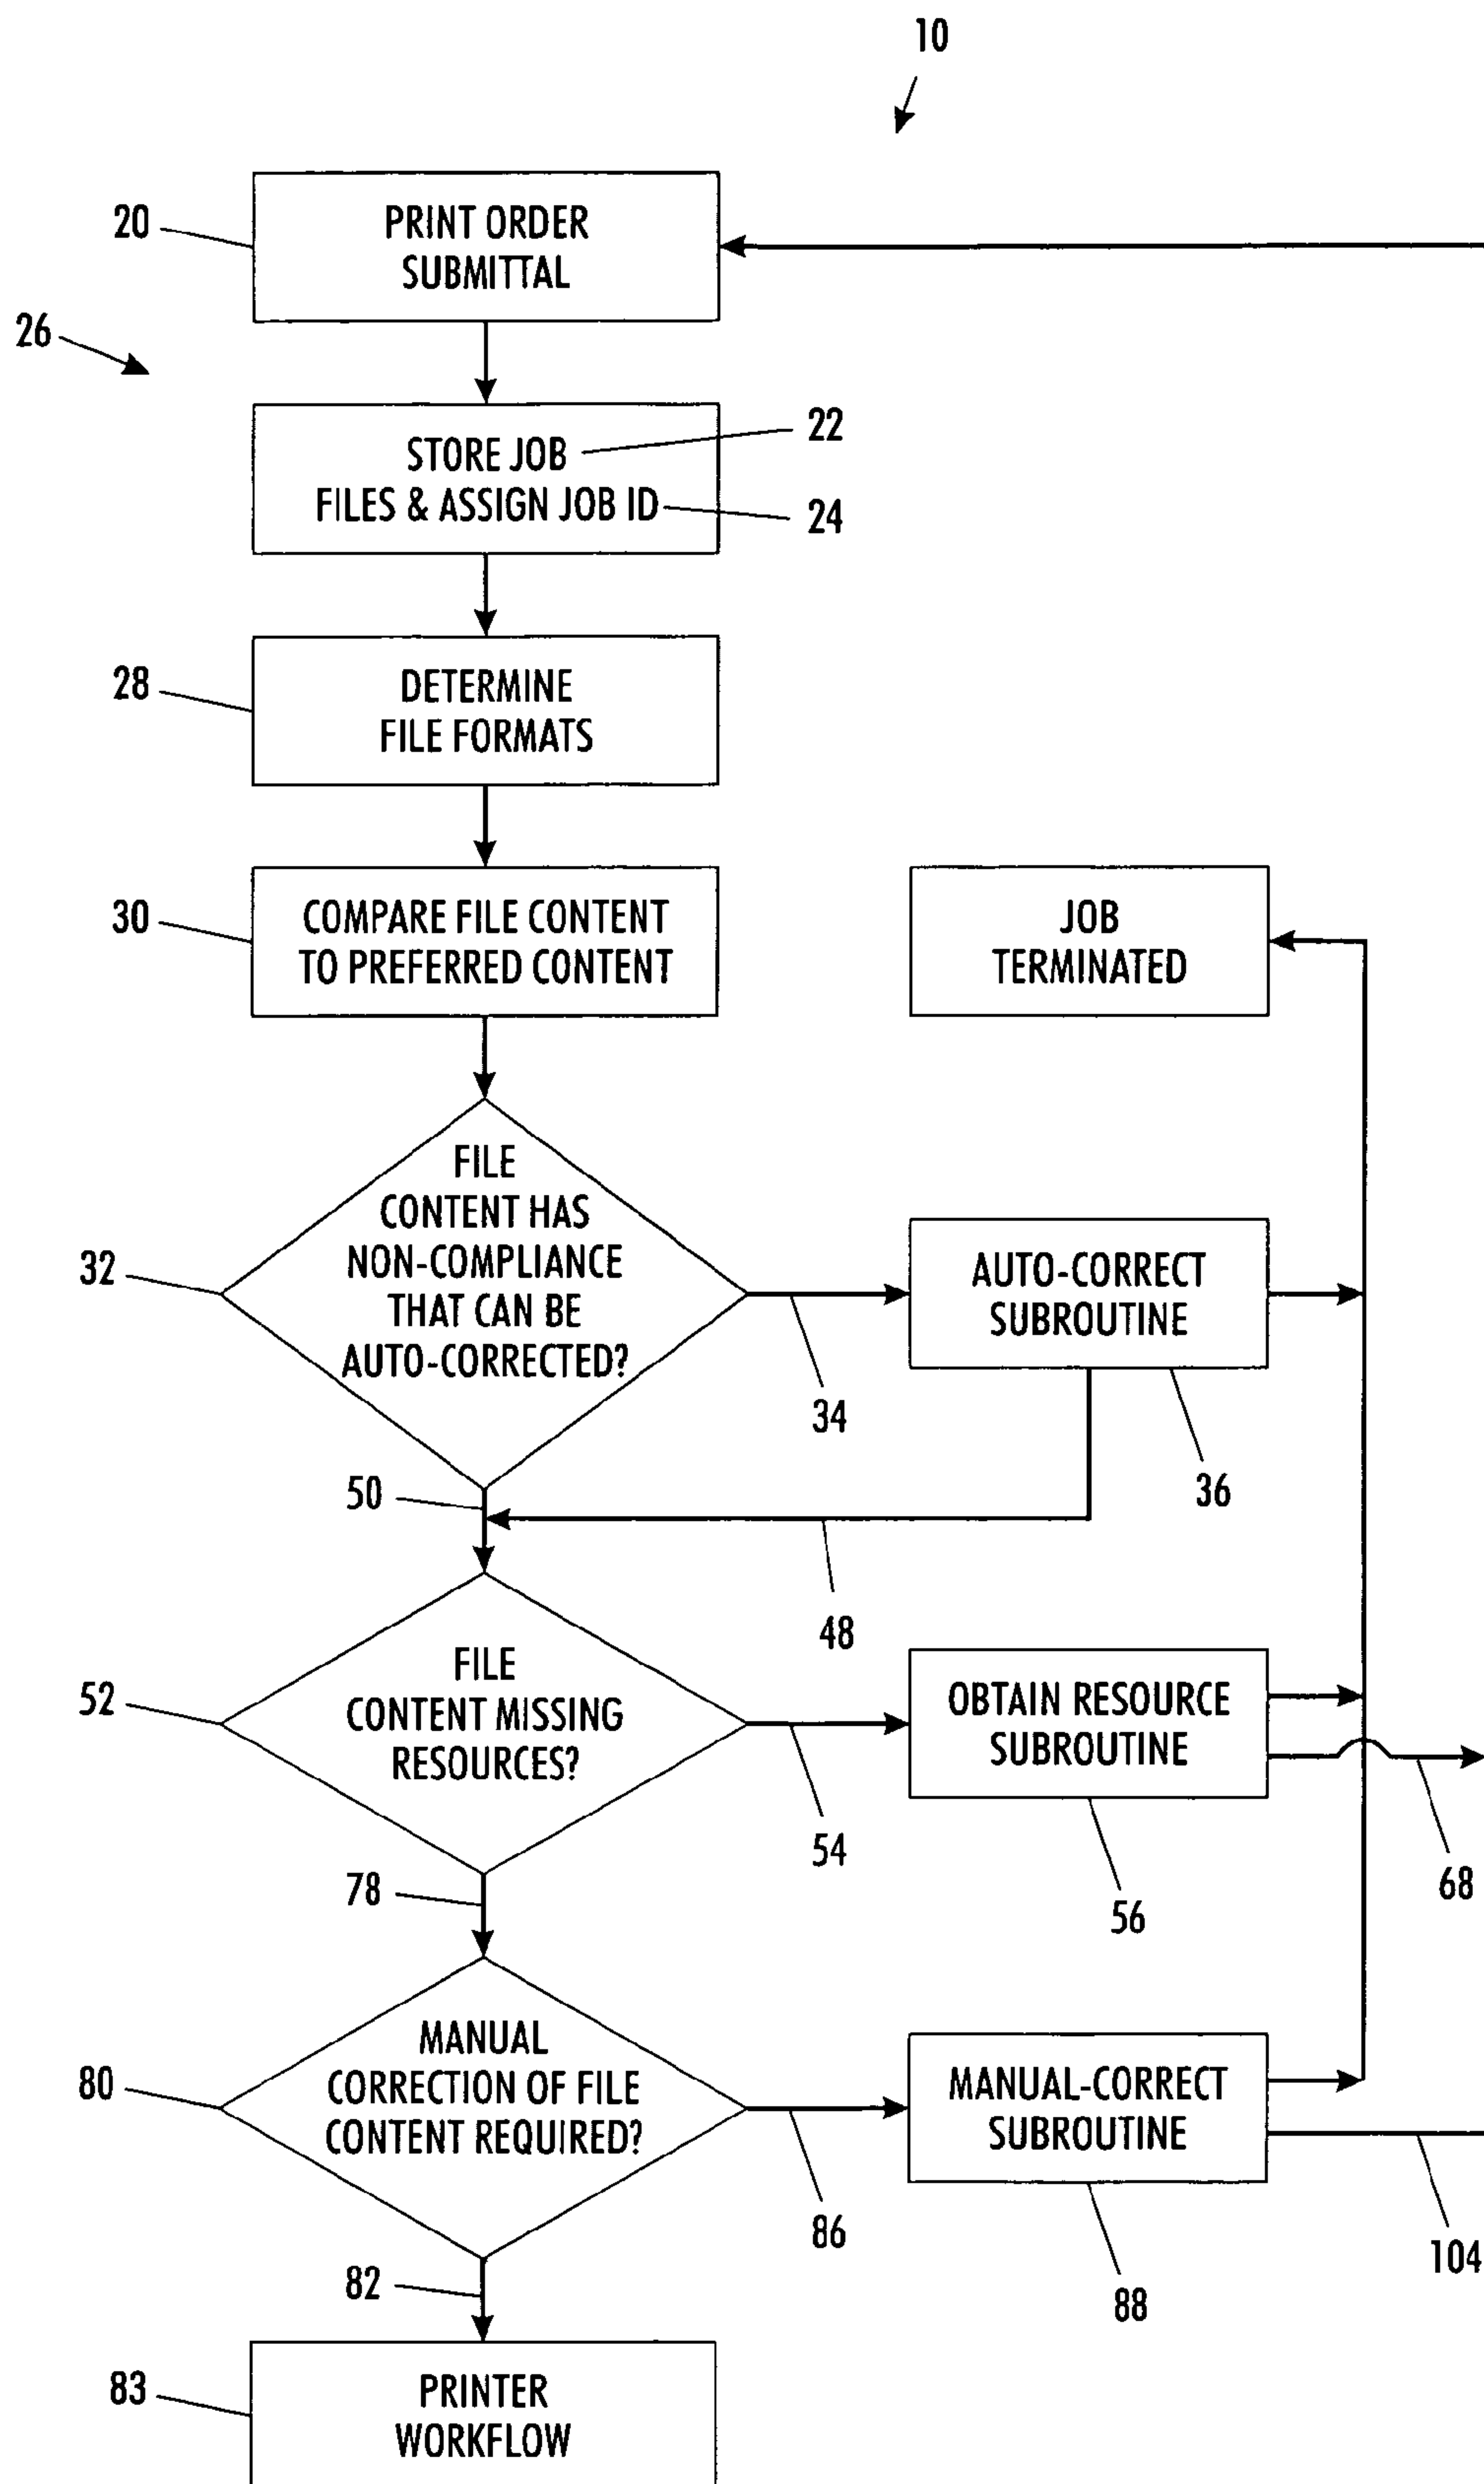 10
20
PRINT ORDER
SUBMITTAL
26
STORE JOB
22
FILES & ASSIGN JOB ID
24
28
DETERMINE
FILE FORMATS
30
COMPARE FILE CONTENT
TO PREFERRED CONTENT
JOB
TERMINATED
32
FILE
CONTENT HAS
NON-COMPLIANCE
THAT CAN BE
AUTO-CORRECTED?
34
AUTO-CORRECT
SUBROUTINE
36
50
48
52
FILE
CONTENT MISSING
RESOURCES?
54
OBTAIN RESOURCE
SUBROUTINE
56
68
78
80
MANUAL
CORRECTION OF FILE
CONTENT REQUIRED?
86
MANUAL-CORRECT
SUBROUTINE
88
104
82
83
PRINTER
WORKFLOW